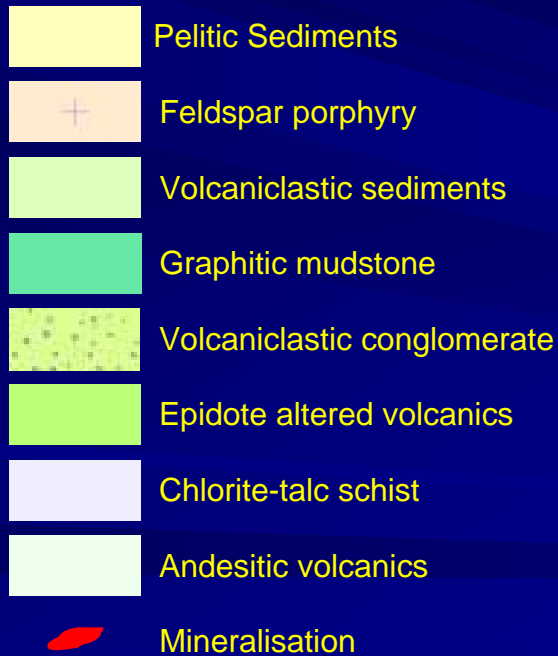 Pelitic Sediments
Feldspar porphyry
Volcaniclastic sediments
Graphitic mudstone
Volcaniclastic conglomerate
Epidote altered volcanics
Chlorite-talc schist
Andesitic volcanics
Mineralisation